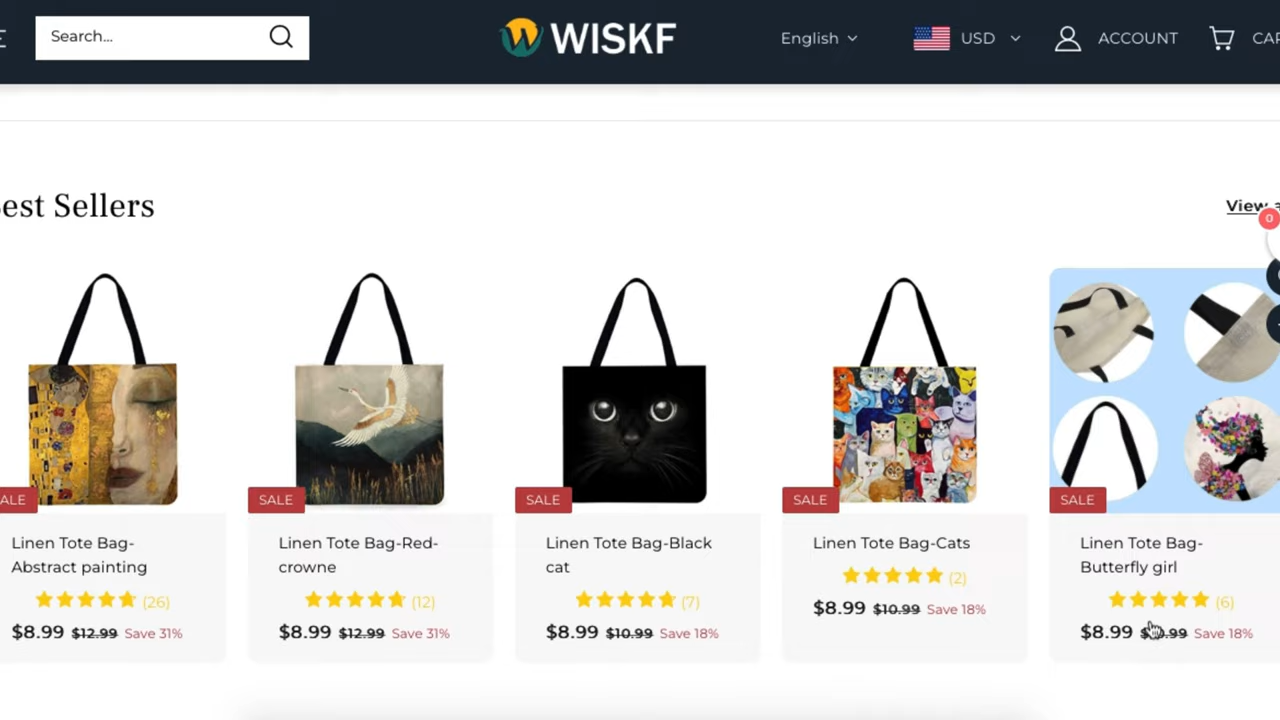 Search...
WISKF
English
USD
ACCOUNT
Best Sellers
View
0
SALE
SALE
SALE
SALE
Linen Tote Bag-
Abstract painting
(26)
$8.99 $12.99 Save 31%
Linen Tote Bag-Red-
crowne
(12)
$8.99 $12.99 Save 31%
Linen Tote Bag-Black
cat
(7)
$8.99 $10.99 Save 18%
Linen Tote Bag-Cats
(2)
$8.99 $10.99 Save 18%
SALE
Linen Tote Bag-
Butterfly girl
(6)
$8.99 Save 18%